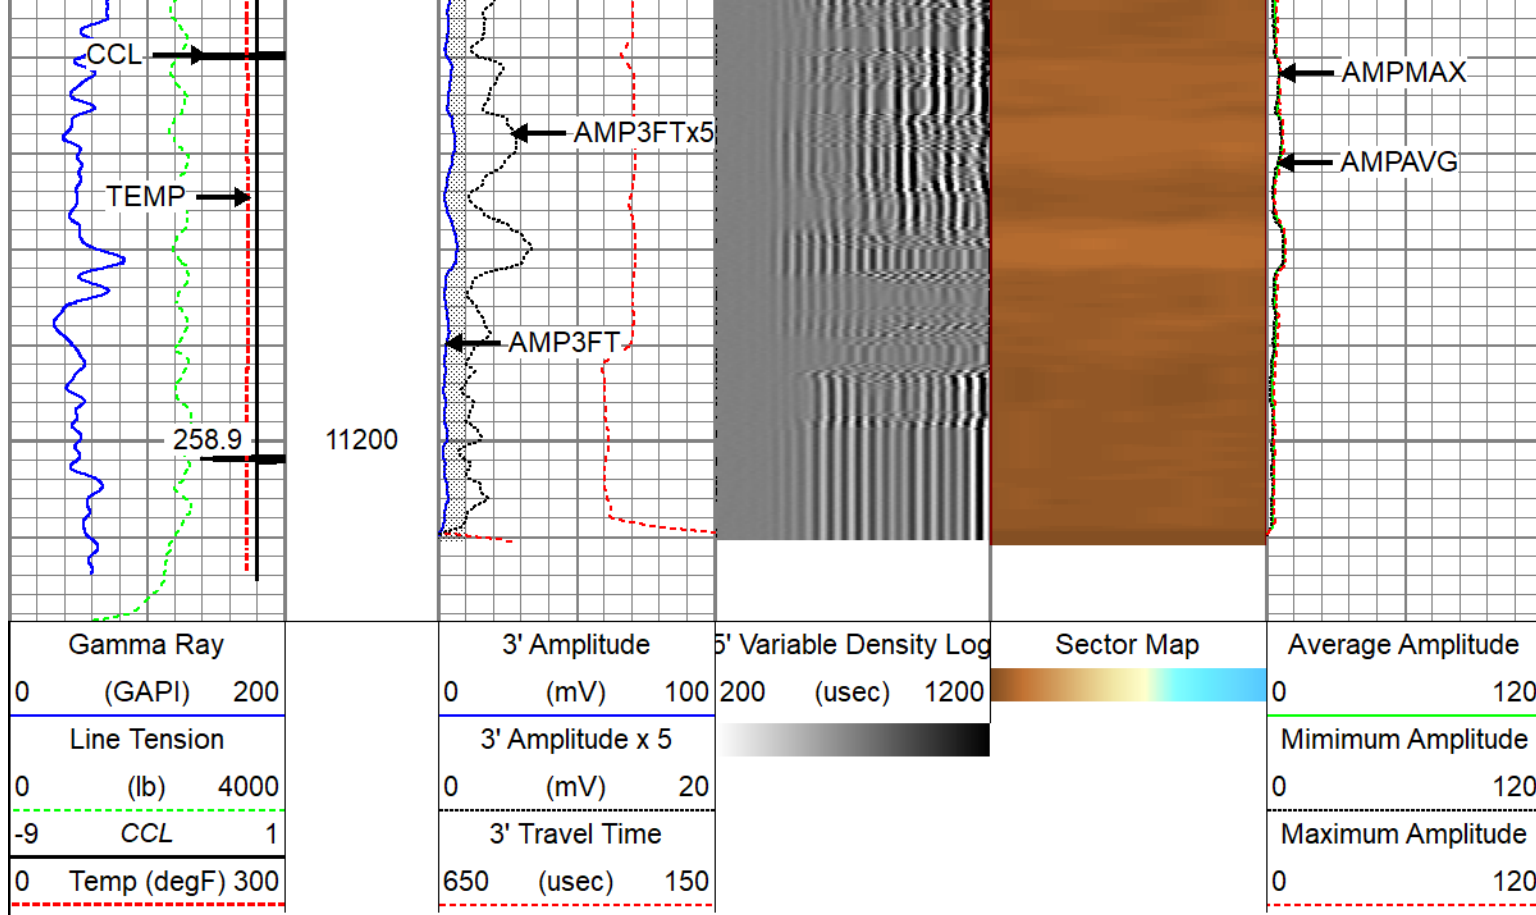 CCL
AMPMAX
AMP3FTx5
AMPAVG
TEMP
AMP3FT
258.9
11200
Gamma Ray
0 (GAPI) 200
Line Tension
0 (lb) 4000
-9 CCL 1
0 Temp (degF) 300
3' Amplitude
0 (mV) 100
3' Amplitude x 5
0 (mV) 20
3' Travel Time
650 (usec) 150
5' Variable Density Log
200 (usec) 1200
Sector Map
Average Amplitude
0 120
Mimimum Amplitude
0 120
Maximum Amplitude
0 120